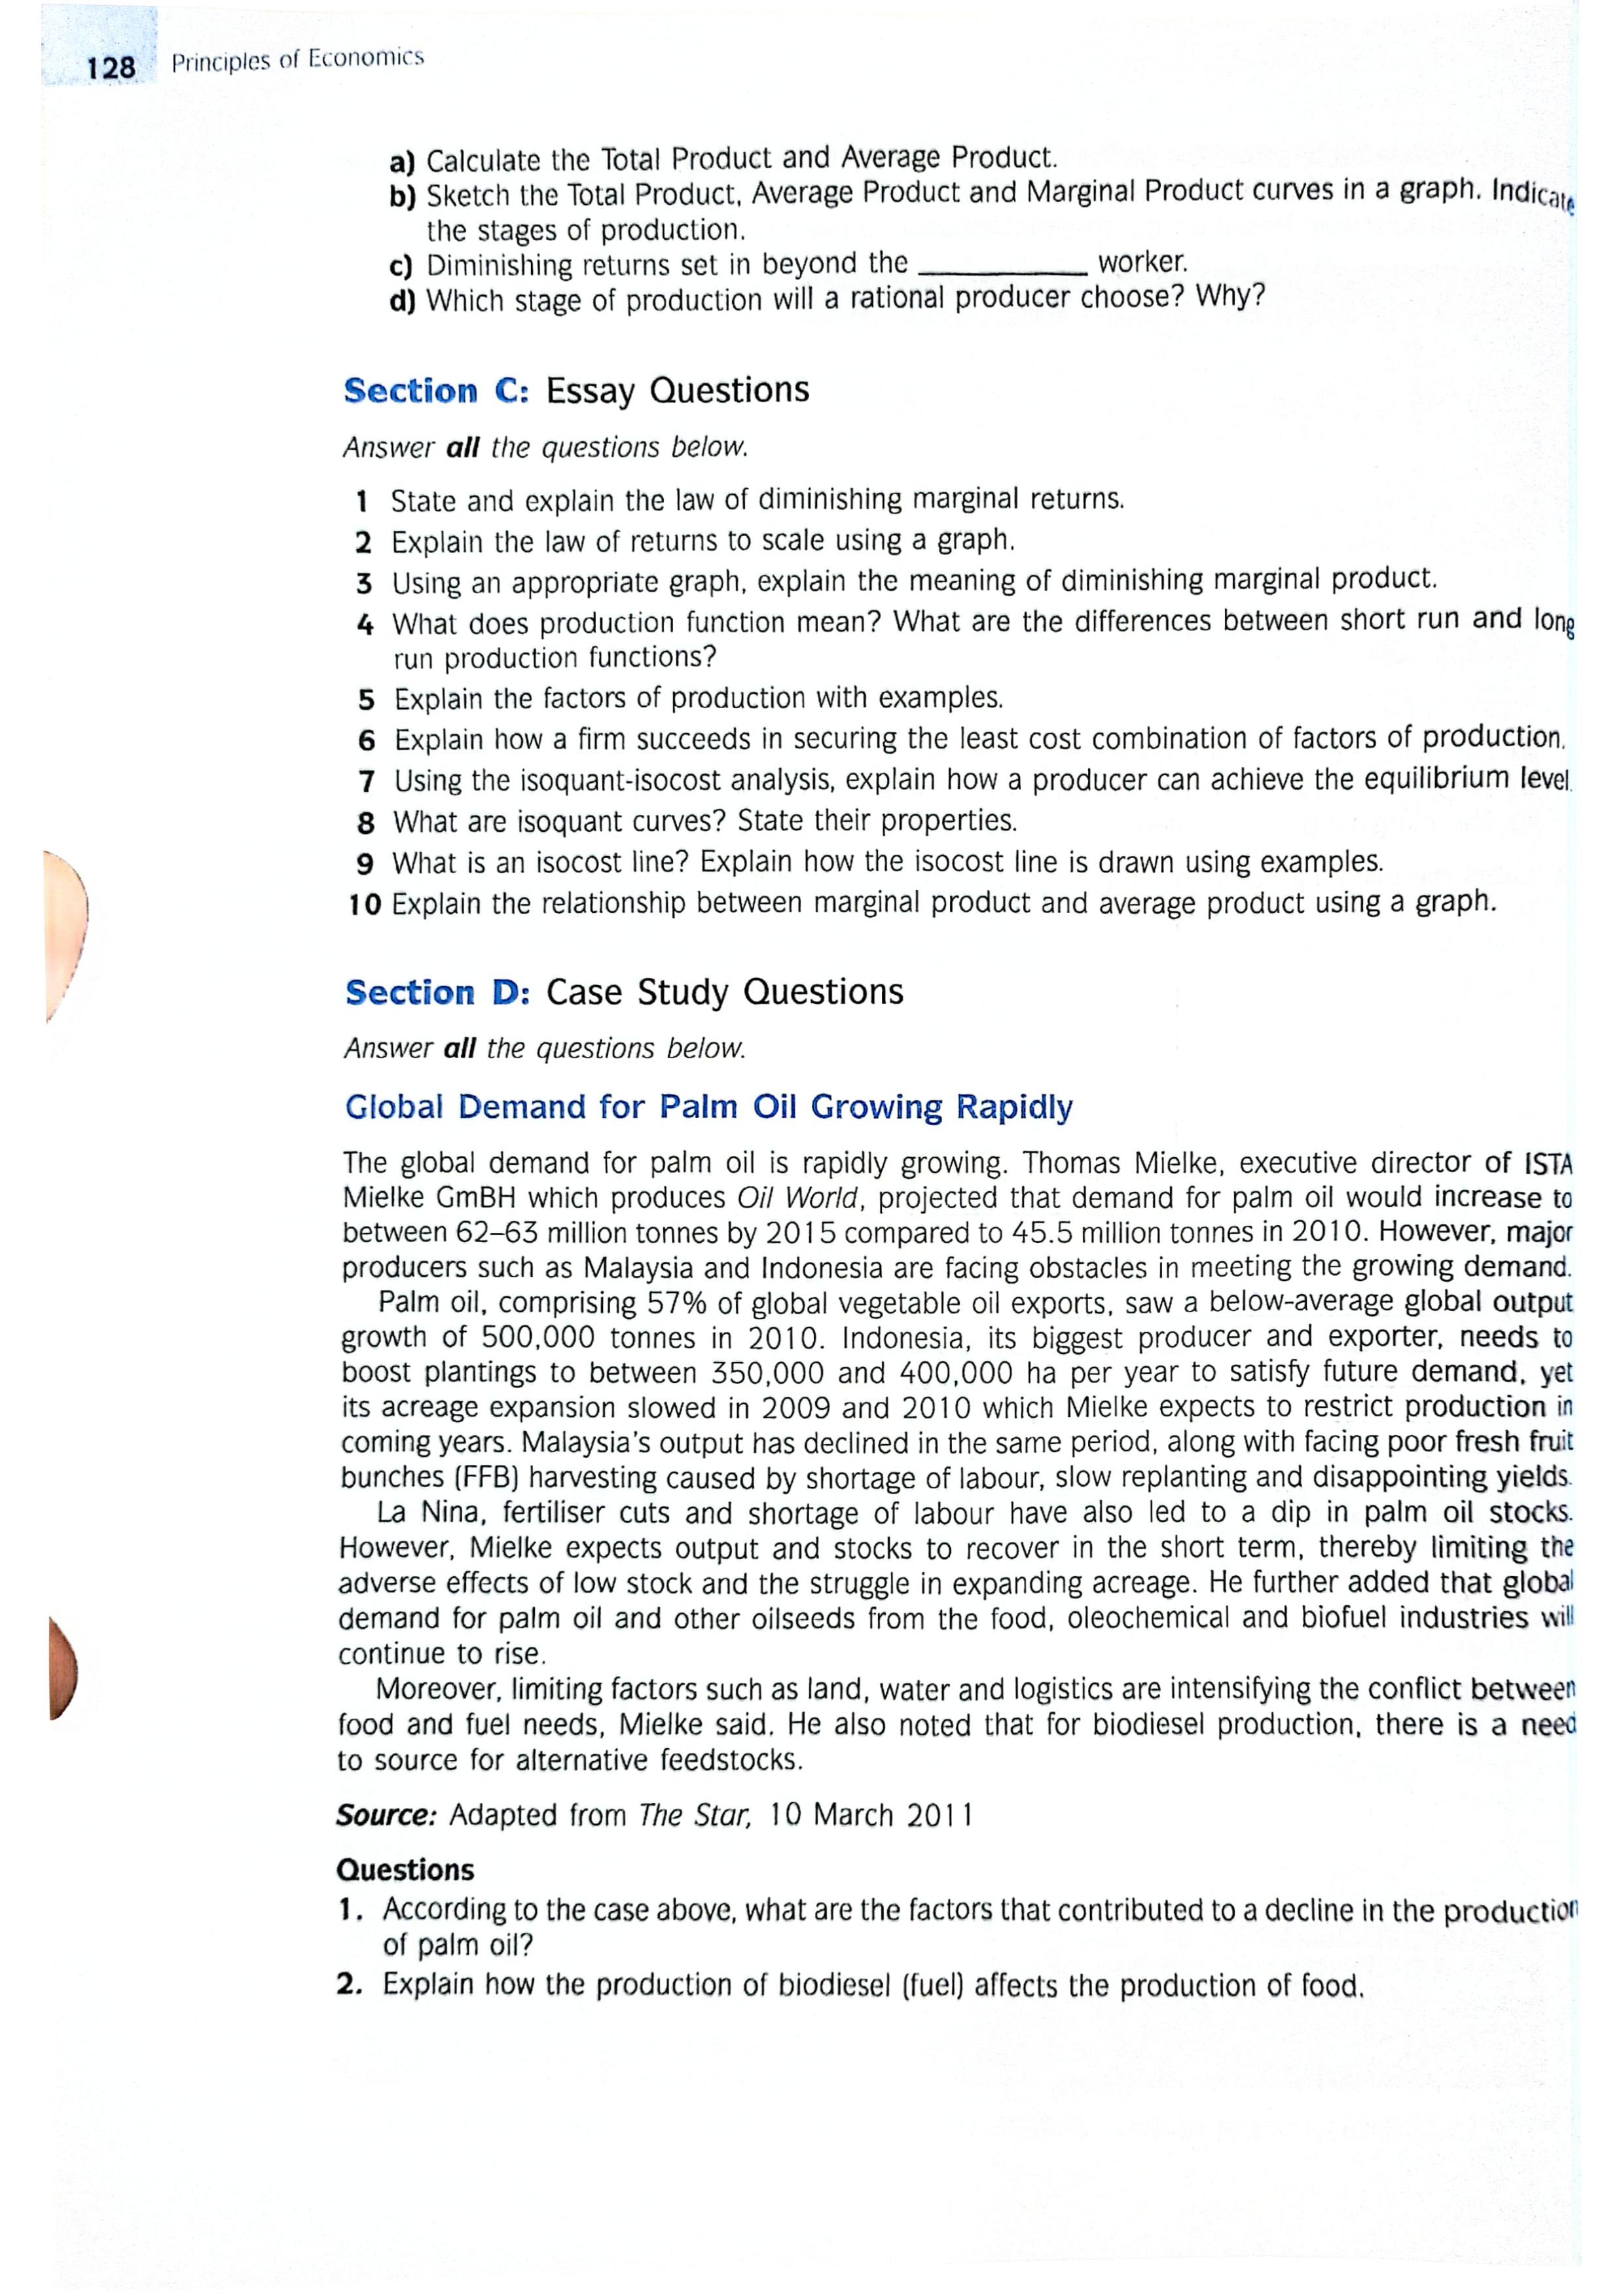 128 Principles of Economics
a) Calculate the Total Product and Average Product.
b) Sketch the Total Product, Average Product and Marginal Product curves in a graph. Indicate
the stages of production.
c) Diminishing returns set in beyond the __________ worker.
d) Which stage of production will a rational producer choose? Why?
Section C: Essay Questions
Answer all the questions below.
1 State and explain the law of diminishing marginal returns.
2 Explain the law of returns to scale using a graph.
3 Using an appropriate graph, explain the meaning of diminishing marginal product.
4 What does production function mean? What are the differences between short run and long
run production functions?
5 Explain the factors of production with examples.
6 Explain how a firm succeeds in securing the least cost combination of factors of production.
7 Using the isoquant-isocost analysis, explain how a producer can achieve the equilibrium level.
8 What are isoquant curves? State their properties.
9 What is an isocost line? Explain how the isocost line is drawn using examples.
10 Explain the relationship between marginal product and average product using a graph.
Section D: Case Study Questions
Answer all the questions below.
Global Demand for Palm Oil Growing Rapidly
The global demand for palm oil is rapidly growing. Thomas Mielke, executive director of ISTA
Mielke GmBH which produces Oil World, projected that demand for palm oil would increase to
between 62–63 million tonnes by 2015 compared to 45.5 million tonnes in 2010. However, major
producers such as Malaysia and Indonesia are facing obstacles in meeting the growing demand.
Palm oil, comprising 57% of global vegetable oil exports, saw a below-average global output
growth of 500,000 tonnes in 2010. Indonesia, its biggest producer and exporter, needs to
boost plantings to between 350,000 and 400,000 ha per year to satisfy future demand, yet
its acreage expansion slowed in 2009 and 2010 which Mielke expects to restrict production in
coming years. Malaysia's output has declined in the same period, along with facing poor fresh fruit
bunches (FFB) harvesting caused by shortage of labour, slow replanting and disappointing yields.
La Nina, fertiliser cuts and shortage of labour have also led to a dip in palm oil stocks.
However, Mielke expects output and stocks to recover in the short term, thereby limiting the
adverse effects of low stock and the struggle in expanding acreage. He further added that global
demand for palm oil and other oilseeds from the food, oleochemical and biofuel industries will
continue to rise.
Moreover, limiting factors such as land, water and logistics are intensifying the conflict between
food and fuel needs, Mielke said. He also noted that for biodiesel production, there is a need
to source for alternative feedstocks.
Source: Adapted from The Star, 10 March 2011
Questions
1. According to the case above, what are the factors that contributed to a decline in the production
of palm oil?
2. Explain how the production of biodiesel (fuel) affects the production of food.